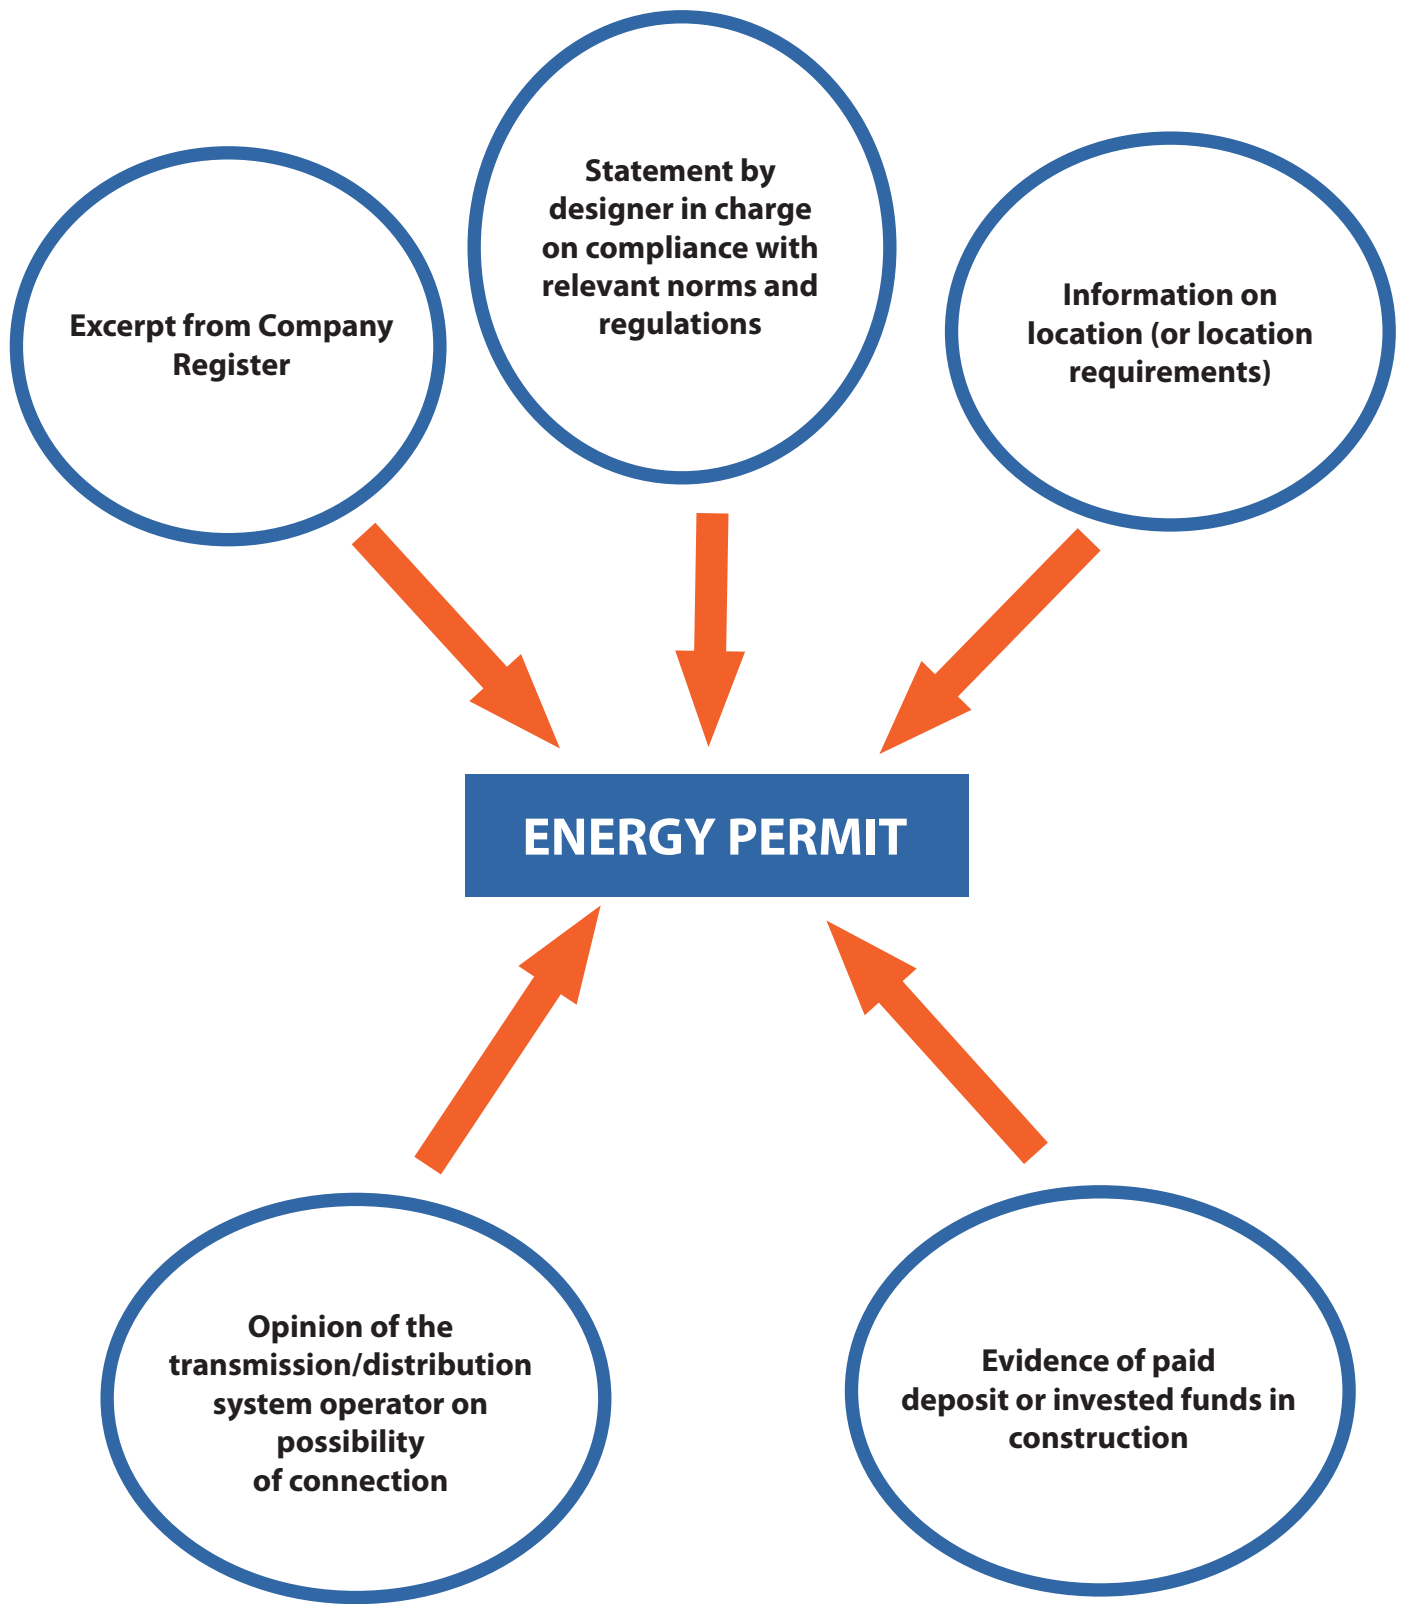 Excerpt from Company
Register
Statement by
designer in charge
on compliance with
relevant norms and
regulations
Information on
location (or location
requirements)
ENERGY PERMIT
Opinion of the
transmission/distribution
system operator on
possibility
of connection
Evidence of paid
deposit or invested funds in
construction